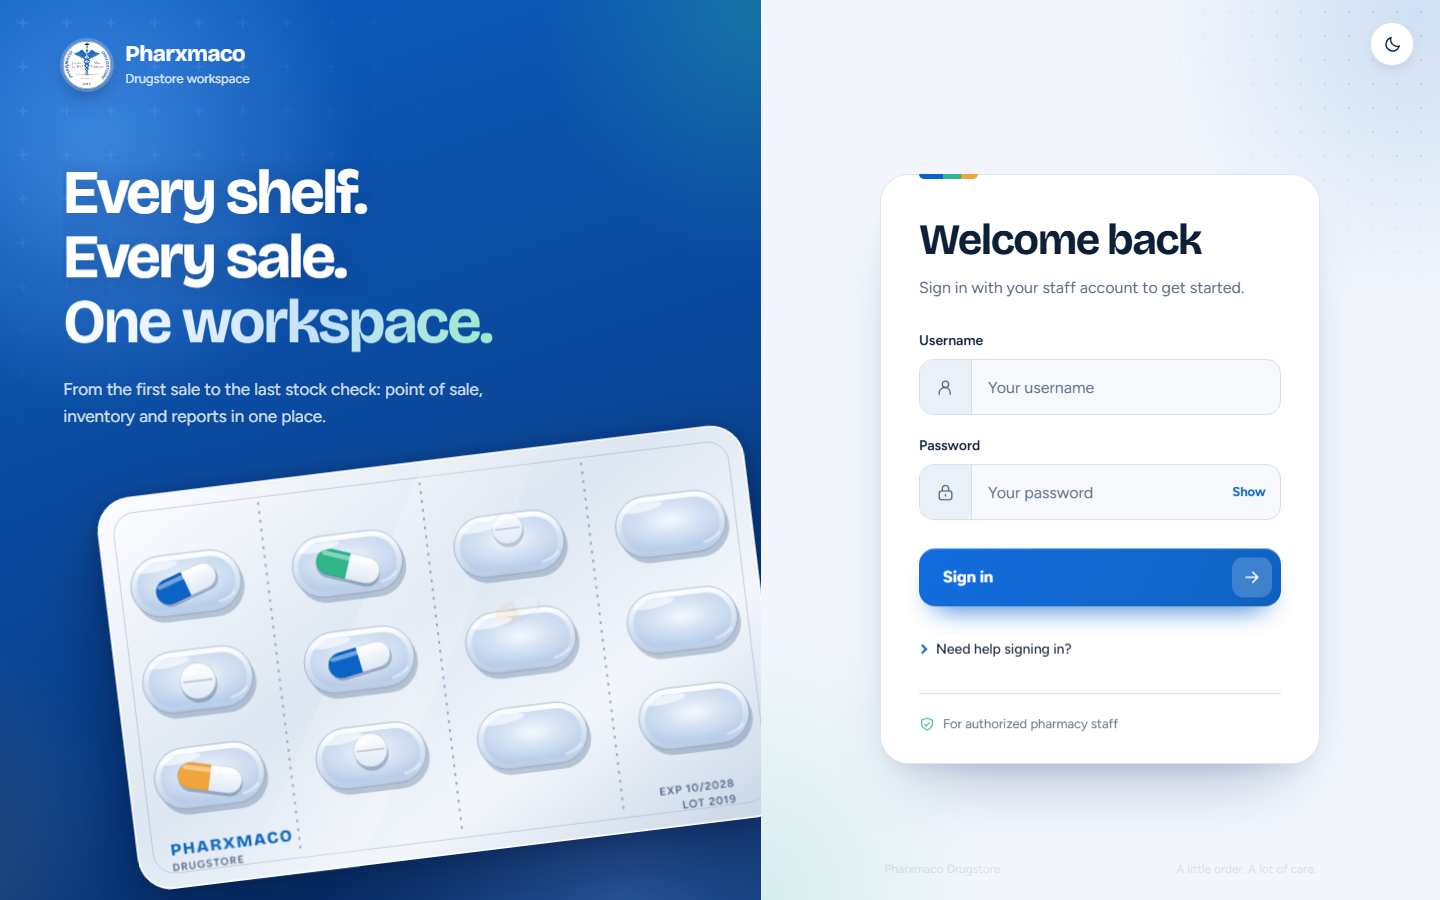 Pharxmaco
Drugstore workspace
Every shelf.
Every sale.
One workspace.
From the first sale to the last stock check: point of sale,
inventory and reports in one place.
EXP 10/2028
LOT 2019
PHARXMACO
DRUGSTORE
Welcome back
Sign in with your staff account to get started.
Username
Your username
Password
Your password
Show
Sign in
Need help signing in?
For authorized pharmacy staff
Pharxmaco Drugstore
A little order. A lot of care.